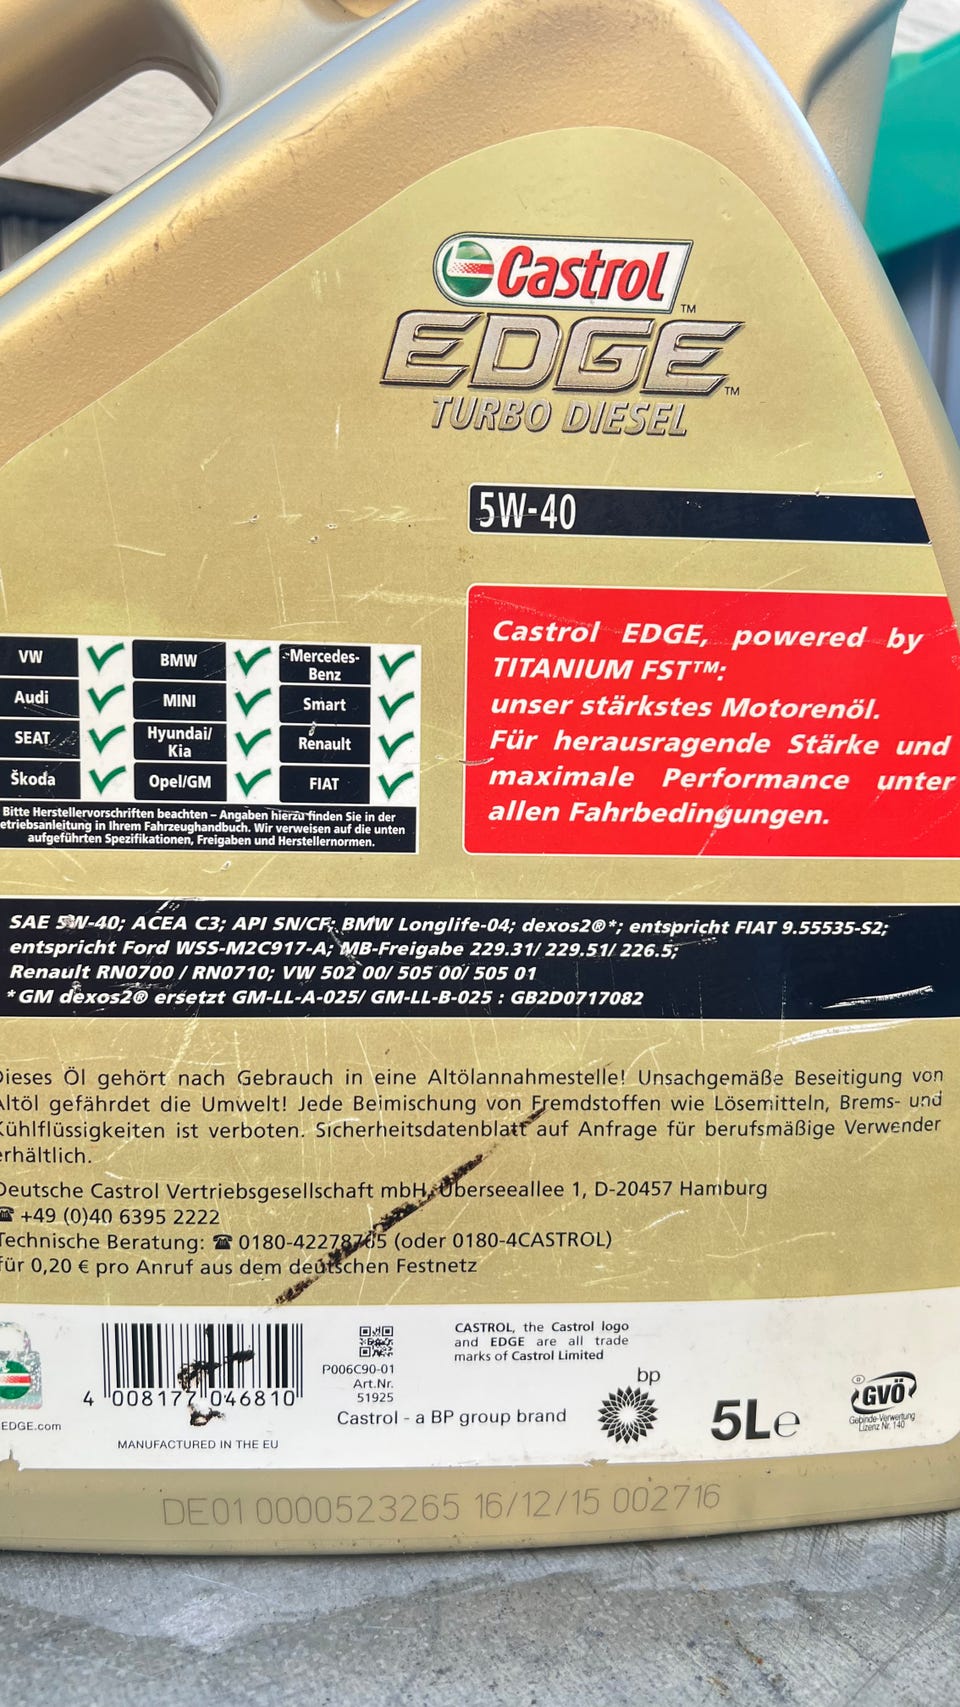 Castrol
EDGE™
TURBO DIESEL
5W-40
Castrol EDGE, powered by
TITANIUM FST™:
unser stärkstes Motorenöl.
Für herausragende Stärke und
maximale Performance unter
allen Fahrbedingungen.
VW BMW Mercedes-Benz
Audi MINI Smart
SEAT Hyundai/Kia Renault
Škoda Opel/GM FIAT
Bitte Herstellervorschriften beachten – Angaben hierzu finden Sie in der
etriebsanleitung in Ihrem Fahrzeughandbuch. Wir verweisen auf die unten
aufgeführten Spezifikationen, Freigaben und Herstellernormen.
SAE 5W-40; ACEA C3; API SN/CF; BMW Longlife-04; dexos2®*; entspricht FIAT 9.55535-S2;
entspricht Ford WSS-M2C917-A; MB-Freigabe 229.31/ 229.51/ 226.5;
Renault RN0700 / RN0710; VW 502 00/ 505 00/ 505 01
*GM dexos2® ersetzt GM-LL-A-025/ GM-LL-B-025 : GB2D0717082
Dieses Öl gehört nach Gebrauch in eine Altölannahmestelle! Unsachgemäße Beseitigung von
Altöl gefährdet die Umwelt! Jede Beimischung von Fremdstoffen wie Lösemitteln, Brems- und
Kühlflüssigkeiten ist verboten. Sicherheitsdatenblatt auf Anfrage für berufsmäßige Verwender
erhältlich.
Deutsche Castrol Vertriebsgesellschaft mbH, Überseeallee 1, D-20457 Hamburg
☎ +49 (0)40 6395 2222
Technische Beratung: ☎ 0180-42278765 (oder 0180-4CASTROL)
für 0,20 € pro Anruf aus dem deutschen Festnetz
EDGE.com
4 008177 046810
MANUFACTURED IN THE EU
P006C90-01
Art.Nr.
51925
CASTROL, the Castrol logo
and EDGE are all trade
marks of Castrol Limited
Castrol - a BP group brand
bp
5L e
GVÖ
Gebinde-Verwertung
Lizenz Nr. 140
DE01 0000523265 16/12/15 002716